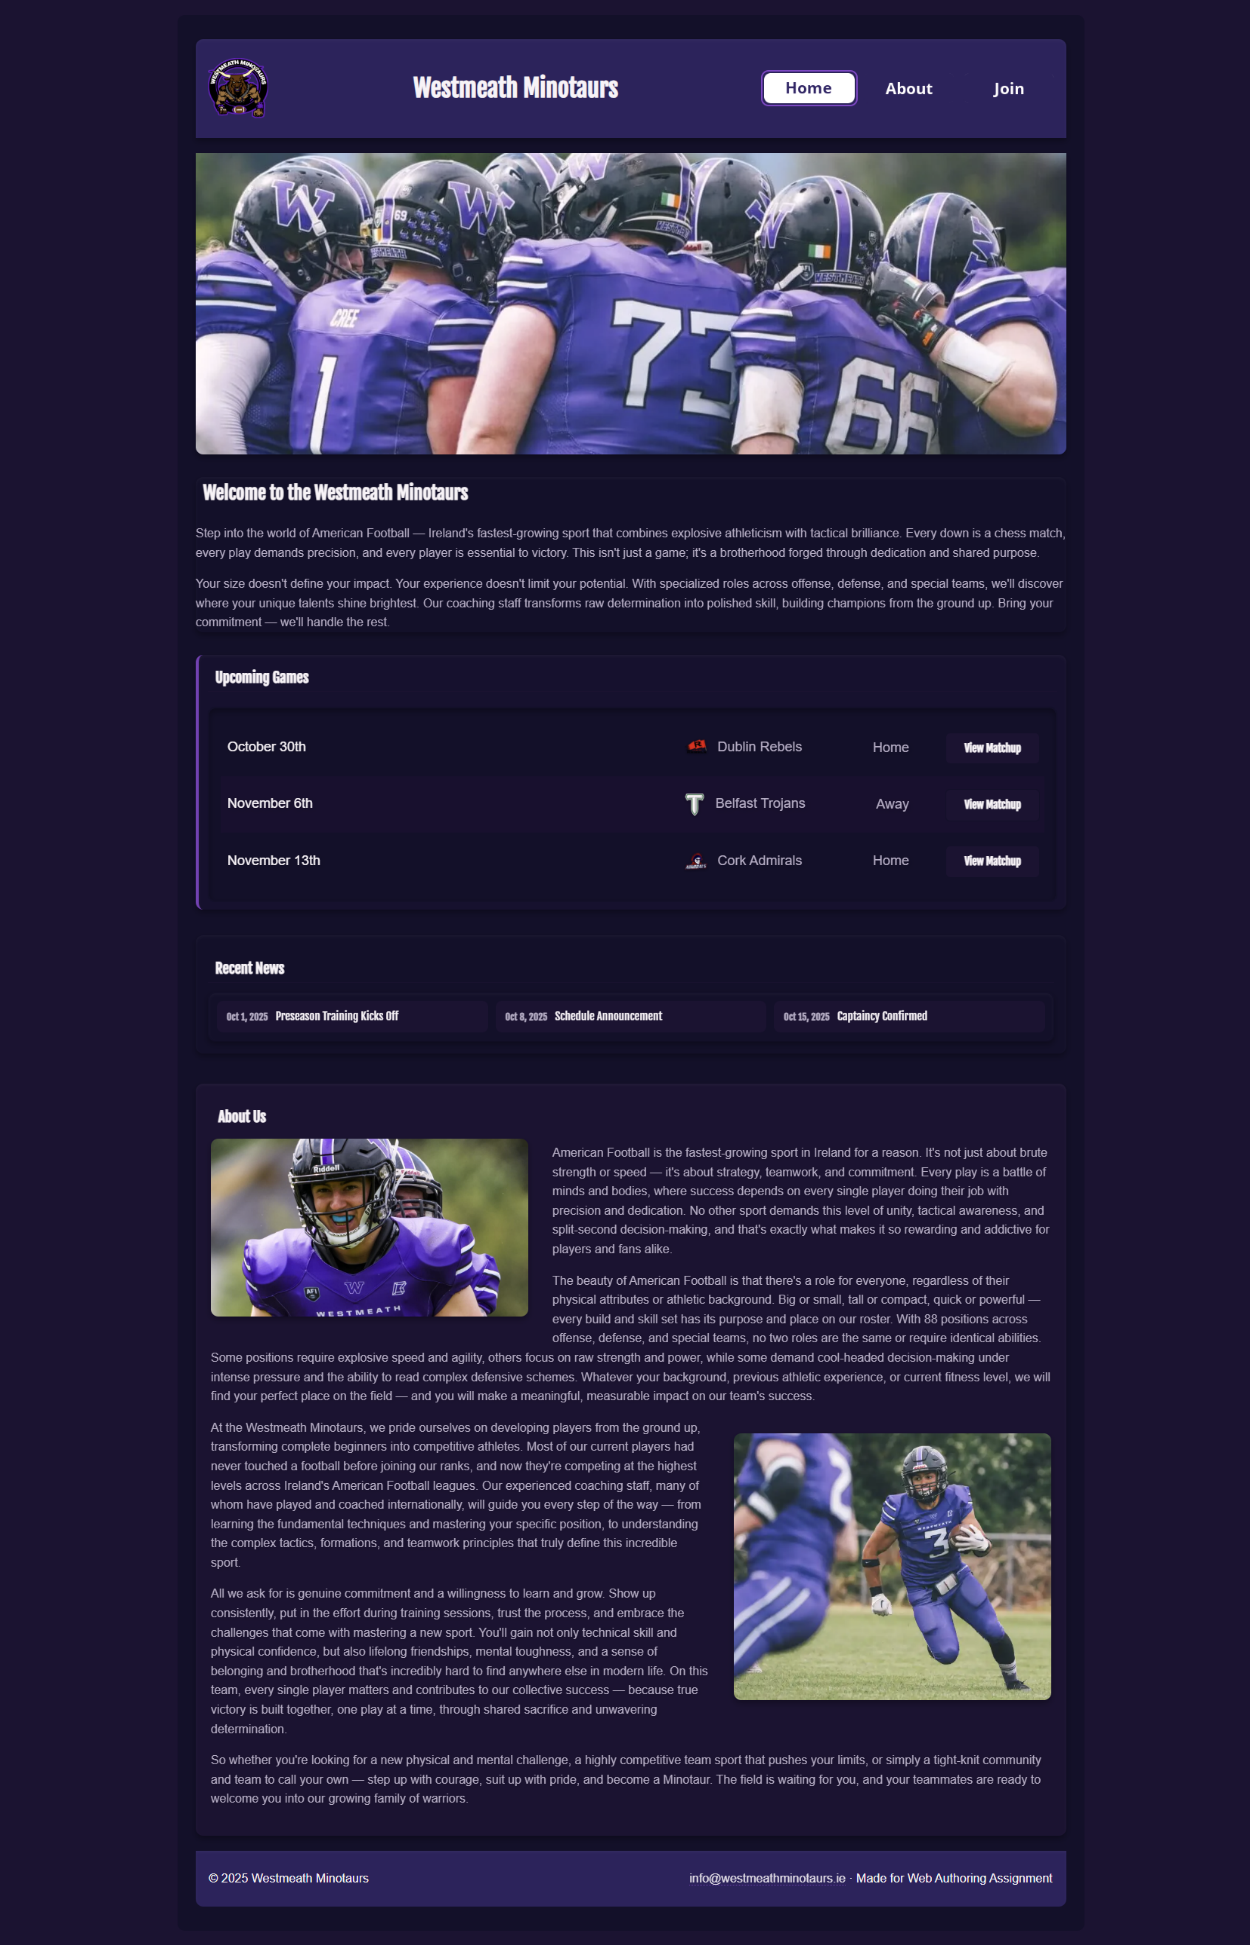 WESTMEATH MINOTAURS
Westmeath Minotaurs
Home
About
Join
W
W
69
W
W
WESTMEATH
CREE
1
73
66
Welcome to the Westmeath Minotaurs
Step into the world of American Football — Ireland's fastest-growing sport that combines explosive athleticism with tactical brilliance. Every down is a chess match,
every play demands precision, and every player is essential to victory. This isn't just a game; it's a brotherhood forged through dedication and shared purpose.
Your size doesn't define your impact. Your experience doesn't limit your potential. With specialized roles across offense, defense, and special teams, we'll discover
where your unique talents shine brightest. Our coaching staff transforms raw determination into polished skill, building champions from the ground up. Bring your
commitment — we'll handle the rest.
Upcoming Games
October 30th
Dublin Rebels
Home
View Matchup
November 6th
T
Belfast Trojans
Away
View Matchup
November 13th
Cork Admirals
Home
View Matchup
Recent News
Oct 1, 2025 Preseason Training Kicks Off
Oct 8, 2025 Schedule Announcement
Oct 15, 2025 Captaincy Confirmed
About Us
Riddell
AFI
W
WESTMEATH
American Football is the fastest-growing sport in Ireland for a reason. It's not just about brute
strength or speed — it's about strategy, teamwork, and commitment. Every play is a battle of
minds and bodies, where success depends on every single player doing their job with
precision and dedication. No other sport demands this level of unity, tactical awareness, and
split-second decision-making, and that's exactly what makes it so rewarding and addictive for
players and fans alike.
The beauty of American Football is that there's a role for everyone, regardless of their
physical attributes or athletic background. Big or small, tall or compact, quick or powerful —
every build and skill set has its purpose and place on our roster. With 88 positions across
offense, defense, and special teams, no two roles are the same or require identical abilities.
Some positions require explosive speed and agility, others focus on raw strength and power, while some demand cool-headed decision-making under
intense pressure and the ability to read complex defensive schemes. Whatever your background, previous athletic experience, or current fitness level, we will
find your perfect place on the field — and you will make a meaningful, measurable impact on our team's success.
At the Westmeath Minotaurs, we pride ourselves on developing players from the ground up,
transforming complete beginners into competitive athletes. Most of our current players had
never touched a football before joining our ranks, and now they're competing at the highest
levels across Ireland's American Football leagues. Our experienced coaching staff, many of
whom have played and coached internationally, will guide you every step of the way — from
learning the fundamental techniques and mastering your specific position, to understanding
the complex tactics, formations, and teamwork principles that truly define this incredible
sport.
3
All we ask for is genuine commitment and a willingness to learn and grow. Show up
consistently, put in the effort during training sessions, trust the process, and embrace the
challenges that come with mastering a new sport. You'll gain not only technical skill and
physical confidence, but also lifelong friendships, mental toughness, and a sense of
belonging and brotherhood that's incredibly hard to find anywhere else in modern life. On this
team, every single player matters and contributes to our collective success — because true
victory is built together, one play at a time, through shared sacrifice and unwavering
determination.
So whether you're looking for a new physical and mental challenge, a highly competitive team sport that pushes your limits, or simply a tight-knit community
and team to call your own — step up with courage, suit up with pride, and become a Minotaur. The field is waiting for you, and your teammates are ready to
welcome you into our growing family of warriors.
© 2025 Westmeath Minotaurs
info@westmeathminotaurs.ie · Made for Web Authoring Assignment